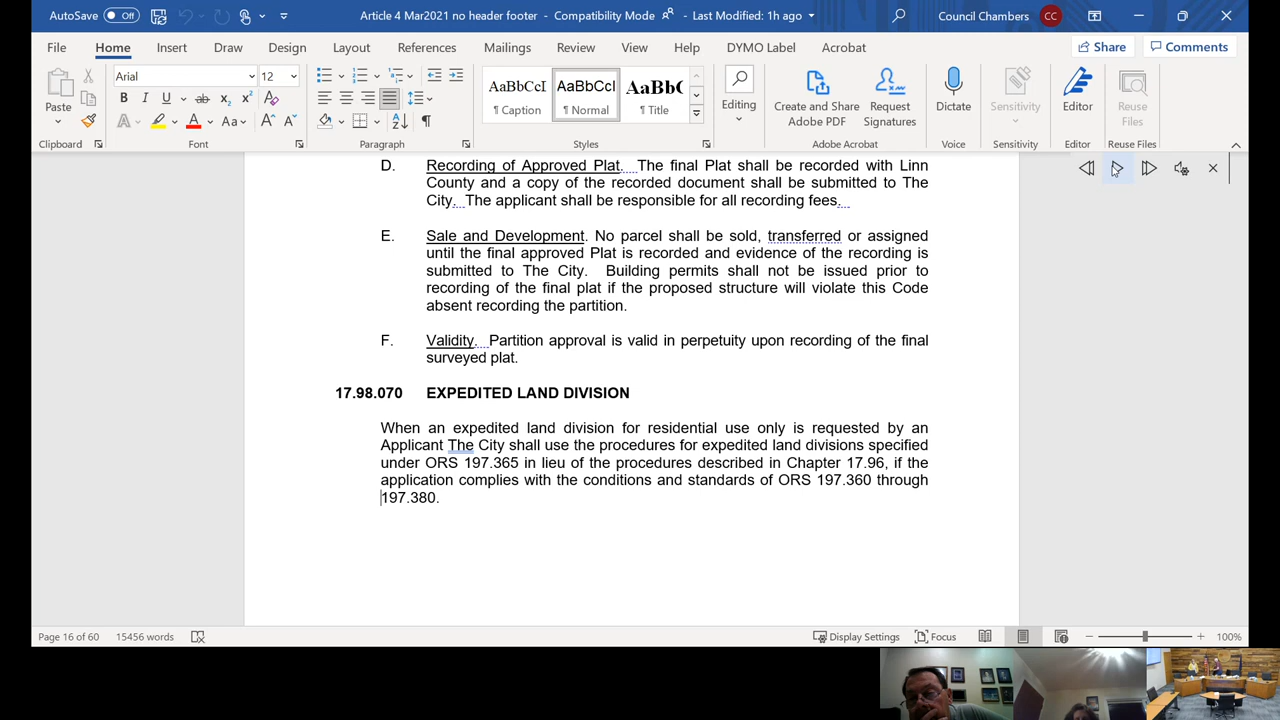 AutoSave Off Article 4 Mar2021 no header footer - Compatibility Mode - Last Modified: 1h ago Council Chambers CC
File Home Insert Draw Design Layout References Mailings Review View Help DYMO Label Acrobat Share Comments
Arial 12
Paste
AaBbCcI AaBbCcI AaBbC
Caption Normal Title
Editing
Create and Share
Adobe PDF
Request
Signatures
Dictate
Sensitivity
Editor
Reuse
Files
Clipboard Font Paragraph Styles Adobe Acrobat Voice Sensitivity Editor Reuse Files
D. Recording of Approved Plat. The final Plat shall be recorded with Linn
County and a copy of the recorded document shall be submitted to The
City. The applicant shall be responsible for all recording fees.
E. Sale and Development. No parcel shall be sold, transferred or assigned
until the final approved Plat is recorded and evidence of the recording is
submitted to The City. Building permits shall not be issued prior to
recording of the final plat if the proposed structure will violate this Code
absent recording the partition.
F. Validity. Partition approval is valid in perpetuity upon recording of the final
surveyed plat.
17.98.070 EXPEDITED LAND DIVISION
When an expedited land division for residential use only is requested by an
Applicant The City shall use the procedures for expedited land divisions specified
under ORS 197.365 in lieu of the procedures described in Chapter 17.96, if the
application complies with the conditions and standards of ORS 197.360 through
197.380.
Page 16 of 60 15456 words Display Settings Focus 100%